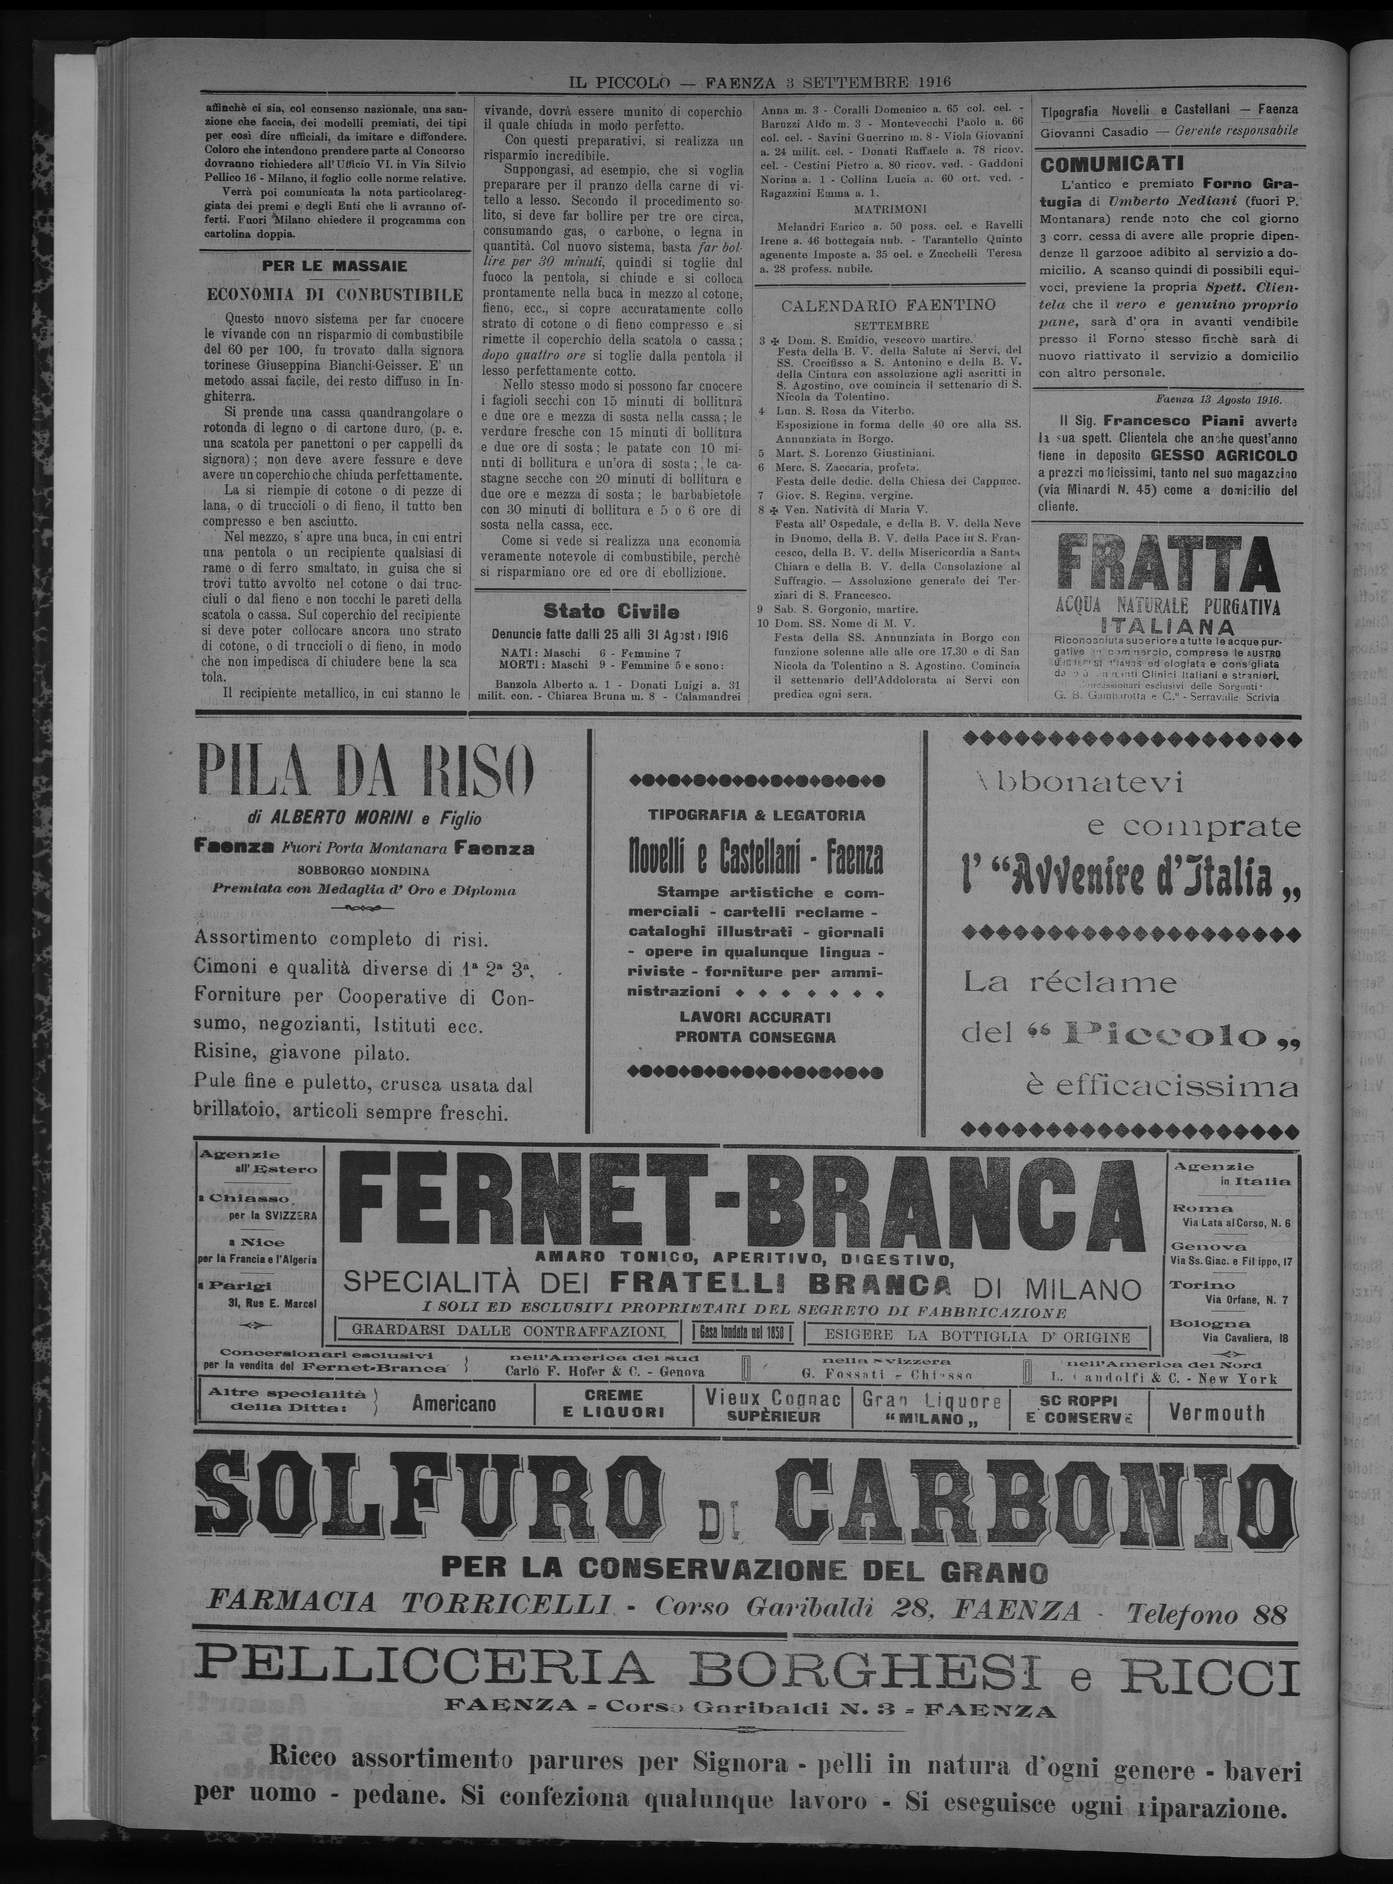 IL PICCOLO — FAENZA 3 SETTEMBRE 1916
affinchè ci sia, col consenso nazionale, una san-
zione che faccia, dei modelli premiati, dei tipi
per così dire ufficiali, da imitare e diffondere.
Coloro che intendono prendere parte al Concorso
dovranno richiedere all' Ufficio VI. in Via Silvio
Pellico 16 - Milano, il foglio colle norme relative.
Verrà poi comunicata la nota particolareg-
giata dei premi e degli Enti che li avranno of-
ferti. Fuori Milano chiedere il programma con
cartolina doppia.
PER LE MASSAIE
ECONOMIA DI CONBUSTIBILE
Questo nuovo sistema per far cuocere
le vivande con un risparmio di combustibile
del 60 per 100, fu trovato dalla signora
torinese Giuseppina Bianchi-Geisser. E' un
metodo assai facile, dei resto diffuso in In-
ghiterra.
Si prende una cassa quandrangolare o
rotonda di legno o di cartone duro, (p. e.
una scatola per panettoni o per cappelli da
signora) ; non deve avere fessure e deve
avere un coperchio che chiuda perfettamente.
La si riempie di cotone o di pezze di
lana, o di truccioli o di fieno, il tutto ben
compresso e ben asciutto.
Nel mezzo, s' apre una buca, in cui entri
una pentola o un recipiente qualsiasi di
rame o di ferro smaltato, in guisa che si
trovi tutto avvolto nel cotone o dai truc-
ciuli o dal fieno e non tocchi le pareti della
scatola o cassa. Sul coperchio del recipiente
si deve poter collocare ancora uno strato
di cotone, o di truccioli o di fieno, in modo
che non impedisca di chiudere bene la sca
tola.
Il recipiente metallico, in cui stanno le
vivande, dovrà essere munito di coperchio
il quale chiuda in modo perfetto.
Con questi preparativi, si realizza un
risparmio incredibile.
Suppongasi, ad esempio, che si voglia
preparare per il pranzo della carne di vi-
tello a lesso. Secondo il procedimento so-
lito, si deve far bollire per tre ore circa,
consumando gas, o carbone, o legna in
quantità. Col nuovo sistema, basta far bol-
lire per 30 minuti, quindi si toglie dal
fuoco la pentola, si chiude e si colloca
prontamente nella buca in mezzo al cotone,
fieno, ecc., si copre accuratamente collo
strato di cotone o di fieno compresso e si
rimette il coperchio della scatola o cassa ;
dopo quattro ore si toglie dalla pentola il
lesso perfettamente cotto.
Nello stesso modo si possono far cuocere
i fagioli secchi con 15 minuti di bollitura
e due ore e mezza di sosta nella cassa ; le
verdure fresche con 15 minuti di bollitura
e due ore di sosta ; le patate con 10 mi-
nuti di bollitura e un'ora di sosta ; le ca-
stagne secche con 20 minuti di bollitura e
due ore e mezza di sosta ; le barbabietole
con 30 minuti di bollitura e 5 o 6 ore di
sosta nella cassa, ecc.
Come si vede si realizza una economia
veramente notevole di combustibile, perchè
si risparmiano ore ed ore di ebollizione.
Stato Civile
Denuncie fatte dalli 25 alli 31 Agosto 1916
NATI : Maschi 6 - Femmine 7
MORTI : Maschi 9 - Femmine 5 e sono :
Banzola Alberto a. 1 - Donati Luigi a. 31
milit. con. - Chiarea Bruna m. 8 - Calamandrei
Anna m. 3 - Coralli Domenico a. 65 col. cel. -
Baruzzi Aldo m. 3 - Montevecchi Paolo a. 66
col. cel. - Savini Guerrino m. 8 - Viola Giovanni
a. 24 milit. cel. - Donati Raffaele a. 78 ricov.
cel. - Cestini Pietro a. 80 ricov. ved. - Gaddoni
Norina a. 1 - Collina Lucia a. 60 ort. ved. -
Ragazzini Emma a. 1.
MATRIMONI
Melandri Enrico a. 50 poss. cel. e Ravelli
Irene a. 46 bottegaia nub. - Tarantello Quinto
agenente Imposte a. 35 oel. e Zucchelli Teresa
a. 28 profess. nubile.
CALENDARIO FAENTINO
SETTEMBRE
3 ✠ Dom. S. Emidio, vescovo martire.
Festa della B. V. della Salute ai Servi, del
SS. Crocifisso a S. Antonino e della B. V.
della Cintura con assoluzione agli ascritti in
S. Agostino, ove comincia il settenario di S.
Nicola da Tolentino.
4 Lun. S. Rosa da Viterbo.
Esposizione in forma delle 40 ore alla SS.
Annunziata in Borgo.
5 Mart. S. Lorenzo Giustiniani.
6 Merc. S. Zaccaria, profeta.
Festa delle dedic. della Chiesa dei Cappucc.
7 Giov. S. Regina, vergine.
8 ✠ Ven. Natività di Maria V.
Festa all' Ospedale, e della B. V. della Neve
in Duomo, della B. V. della Pace in S. Fran-
cesco, della B. V. della Misericordia a Santa
Chiara e della B. V. della Consolazione al
Suffragio. — Assoluzione generale dei Ter-
ziari di S. Francesco.
9 Sab. S. Gorgonio, martire.
10 Dom. SS. Nome di M. V.
Festa della SS. Annunziata in Borgo con
funzione solenne alle alle ore 17,30 e di San
Nicola da Tolentino a S. Agostino. Comincia
il settenario dell'Addolorata ai Servi con
predica ogni sera.
Tipografia Novelli e Castellani — Faenza
Giovanni Casadio — Gerente responsabile
COMUNICATI
L'antico e premiato Forno Gra-
tugia di Umberto Nediani (fuori P.
Montanara) rende noto che col giorno
3 corr. cessa di avere alle proprie dipen-
denze Il garzooe adibito al servizio a do-
micilio. A scanso quindi di possibili equi-
voci, previene la propria Spett. Clien-
tela che il vero e genuino proprio
pane, sarà d' ora in avanti vendibile
presso il Forno stesso finchè sarà di
nuovo riattivato il servizio a domicilio
con altro personale.
Faenza 13 Agosto 1916.
Il Sig. Francesco Piani avverte
la sua spett. Clientela che anche quest'anno
tiene in deposito GESSO AGRICOLO
a prezzi modicissimi, tanto nel suo magazzino
(via Minardi N. 45) come a domicilio del
cliente.
FRATTA
ACQUA NATURALE PURGATIVA
ITALIANA
Riconosciuta superiore a tutte le acque pur-
gative in commercio, comprese le AUSTRO
ed elogiata e consigliata
Clinici Italiani e stranieri.
Concessionari esclusivi delle Sorgenti :
G. B. Gambarotta e C.° - Serravalle Scrivia
PILA DA RISO
di ALBERTO MORINI e Figlio
Faenza Fuori Porta Montanara Faenza
SOBBORGO MONDINA
Premiata con Medaglia d' Oro e Diploma
Assortimento completo di risi.
Cimoni e qualità diverse di 1ª 2ª 3ª.
Forniture per Cooperative di Con-
sumo, negozianti, Istituti ecc.
Risine, giavone pilato.
Pule fine e puletto, crusca usata dal
brillatoio, articoli sempre freschi.
TIPOGRAFIA & LEGATORIA
Novelli e Castellani - Faenza
Stampe artistiche e com-
merciali - cartelli reclame -
cataloghi illustrati - giornali
- opere in qualunque lingua -
riviste - forniture per ammi-
nistrazioni
LAVORI ACCURATI
PRONTA CONSEGNA
Abbonatevi
e comprate
l' “Avvenire d'Italia„
La réclame
del “Piccolo„
è efficacissima
Agenzie
all' Estero
a Chiasso
per la SVIZZERA
a Nice
per la Francia e l'Algeria
a Parigi
31, Rue E. Marcel
FERNET-BRANCA
AMARO TONICO, APERITIVO, DIGESTIVO,
SPECIALITÀ DEI FRATELLI BRANCA DI MILANO
I SOLI ED ESCLUSIVI PROPRIETARI DEL SEGRETO DI FABBRICAZIONE
GRARDARSI DALLE CONTRAFFAZIONI
Casa fondata nel 1850
ESIGERE LA BOTTIGLIA D' ORIGINE
Agenzie
in Italia
Roma
Via Lata al Corso, N. 6
Genova
Via Ss. Giac. e Filippo, 17
Torino
Via Orfane, N. 7
Bologna
Via Cavaliera, 18
Concersionari esclusivi
per la vendita del Fernet-Branca
nell'America del Sud
Carlo F. Hofer & C. - Genova
nella Svizzera
G. Fossati - Chiasso
nell'America del Nord
L. Gandolfi & C. - New York
Altre specialità
della Ditta:
Americano
CREME
E LIQUORI
Vieux Cognac
SUPÈRIEUR
Gran Liquore
“MILANO„
SCIROPPI
E CONSERVE
Vermouth
SOLFURO DI CARBONIO
PER LA CONSERVAZIONE DEL GRANO
FARMACIA TORRICELLI - Corso Garibaldi 28, FAENZA - Telefono 88
PELLICCERIA BORGHESI e RICCI
FAENZA = Corso Garibaldi N. 3 = FAENZA
Ricco assortimento parures per Signora - pelli in natura d'ogni genere - baveri
per uomo - pedane. Si confeziona qualunque lavoro - Si eseguisce ogni riparazione.